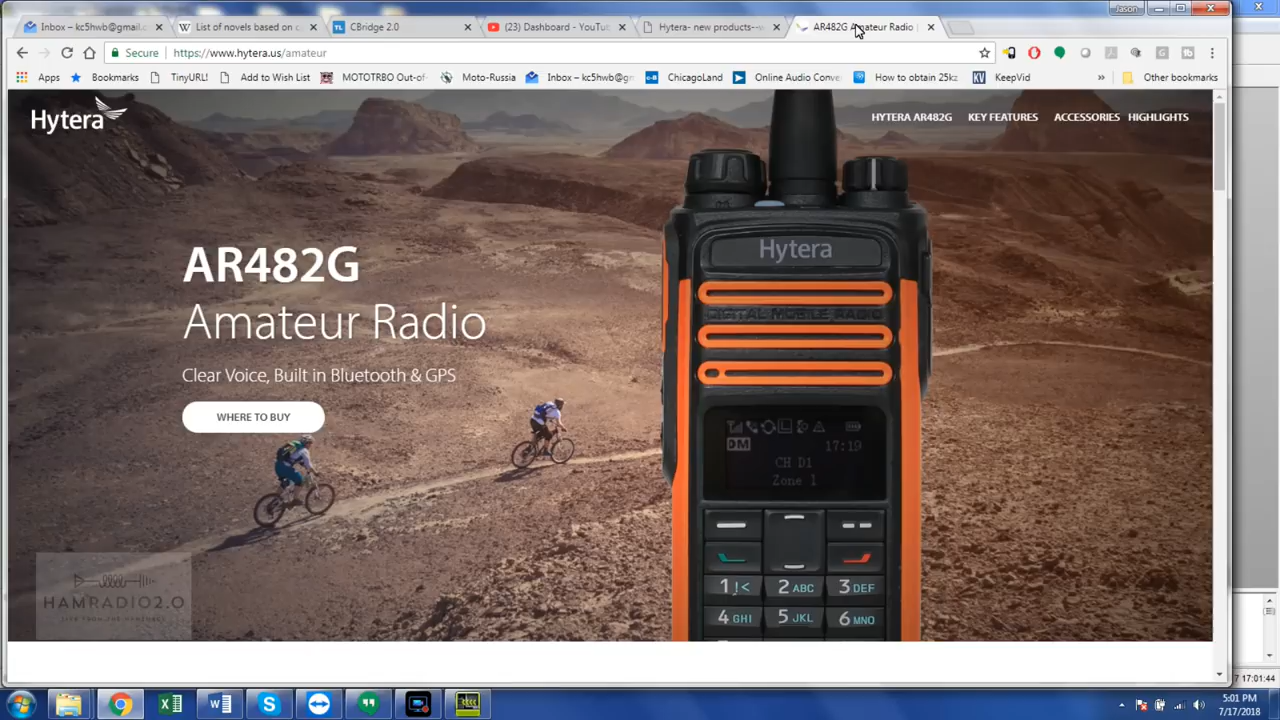 Jason
Inbox – kc5hwb@gmail.c
List of novels based on c
CBridge 2.0
(23) Dashboard - YouTu
Hytera- new products--w
AR482G Amateur Radio |
Secure
https://www.hytera.us/amateur
Apps
Bookmarks
TinyURL!
Add to Wish List
MOTOTRBO Out-of-
Moto-Russia
Inbox – kc5hwb@gm
ChicagoLand
Online Audio Conve
How to obtain 25kz
KeepVid
»
Other bookmarks
Hytera
HYTERA AR482G
KEY FEATURES
ACCESSORIES
HIGHLIGHTS
AR482G
Amateur Radio
Clear Voice, Built in Bluetooth & GPS
WHERE TO BUY
Hytera
DIGITAL MOBILE RADIO
DM
17:19
CH D1
Zone 1
1 !<
2 ABC
3 DEF
4 GHI
5 JKL
6 MNO
HAMRADIO2.0
7 17:01:44
5:01 PM
7/17/2018